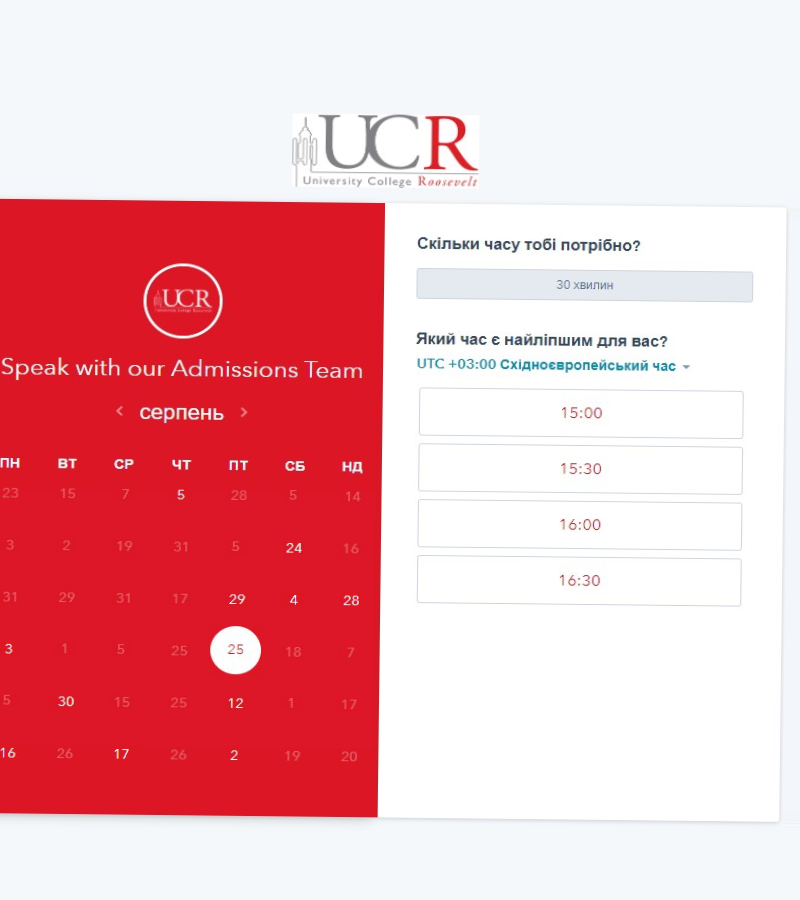 UCR
University College Roosevelt
UCR
Speak with our Admissions Team
серпень
ПН ВТ СР ЧТ ПТ СБ НД
23 15 7 5 28 5 14
3 2 19 31 5 24 16
31 29 31 17 29 4 28
3 1 5 25 25 18 7
5 30 15 25 12 1 17
16 26 17 26 2 19 20
Скільки часу тобі потрібно?
30 хвилин
Який час є найліпшим для вас?
UTC +03:00 Східноєвропейський час
15:00
15:30
16:00
16:30